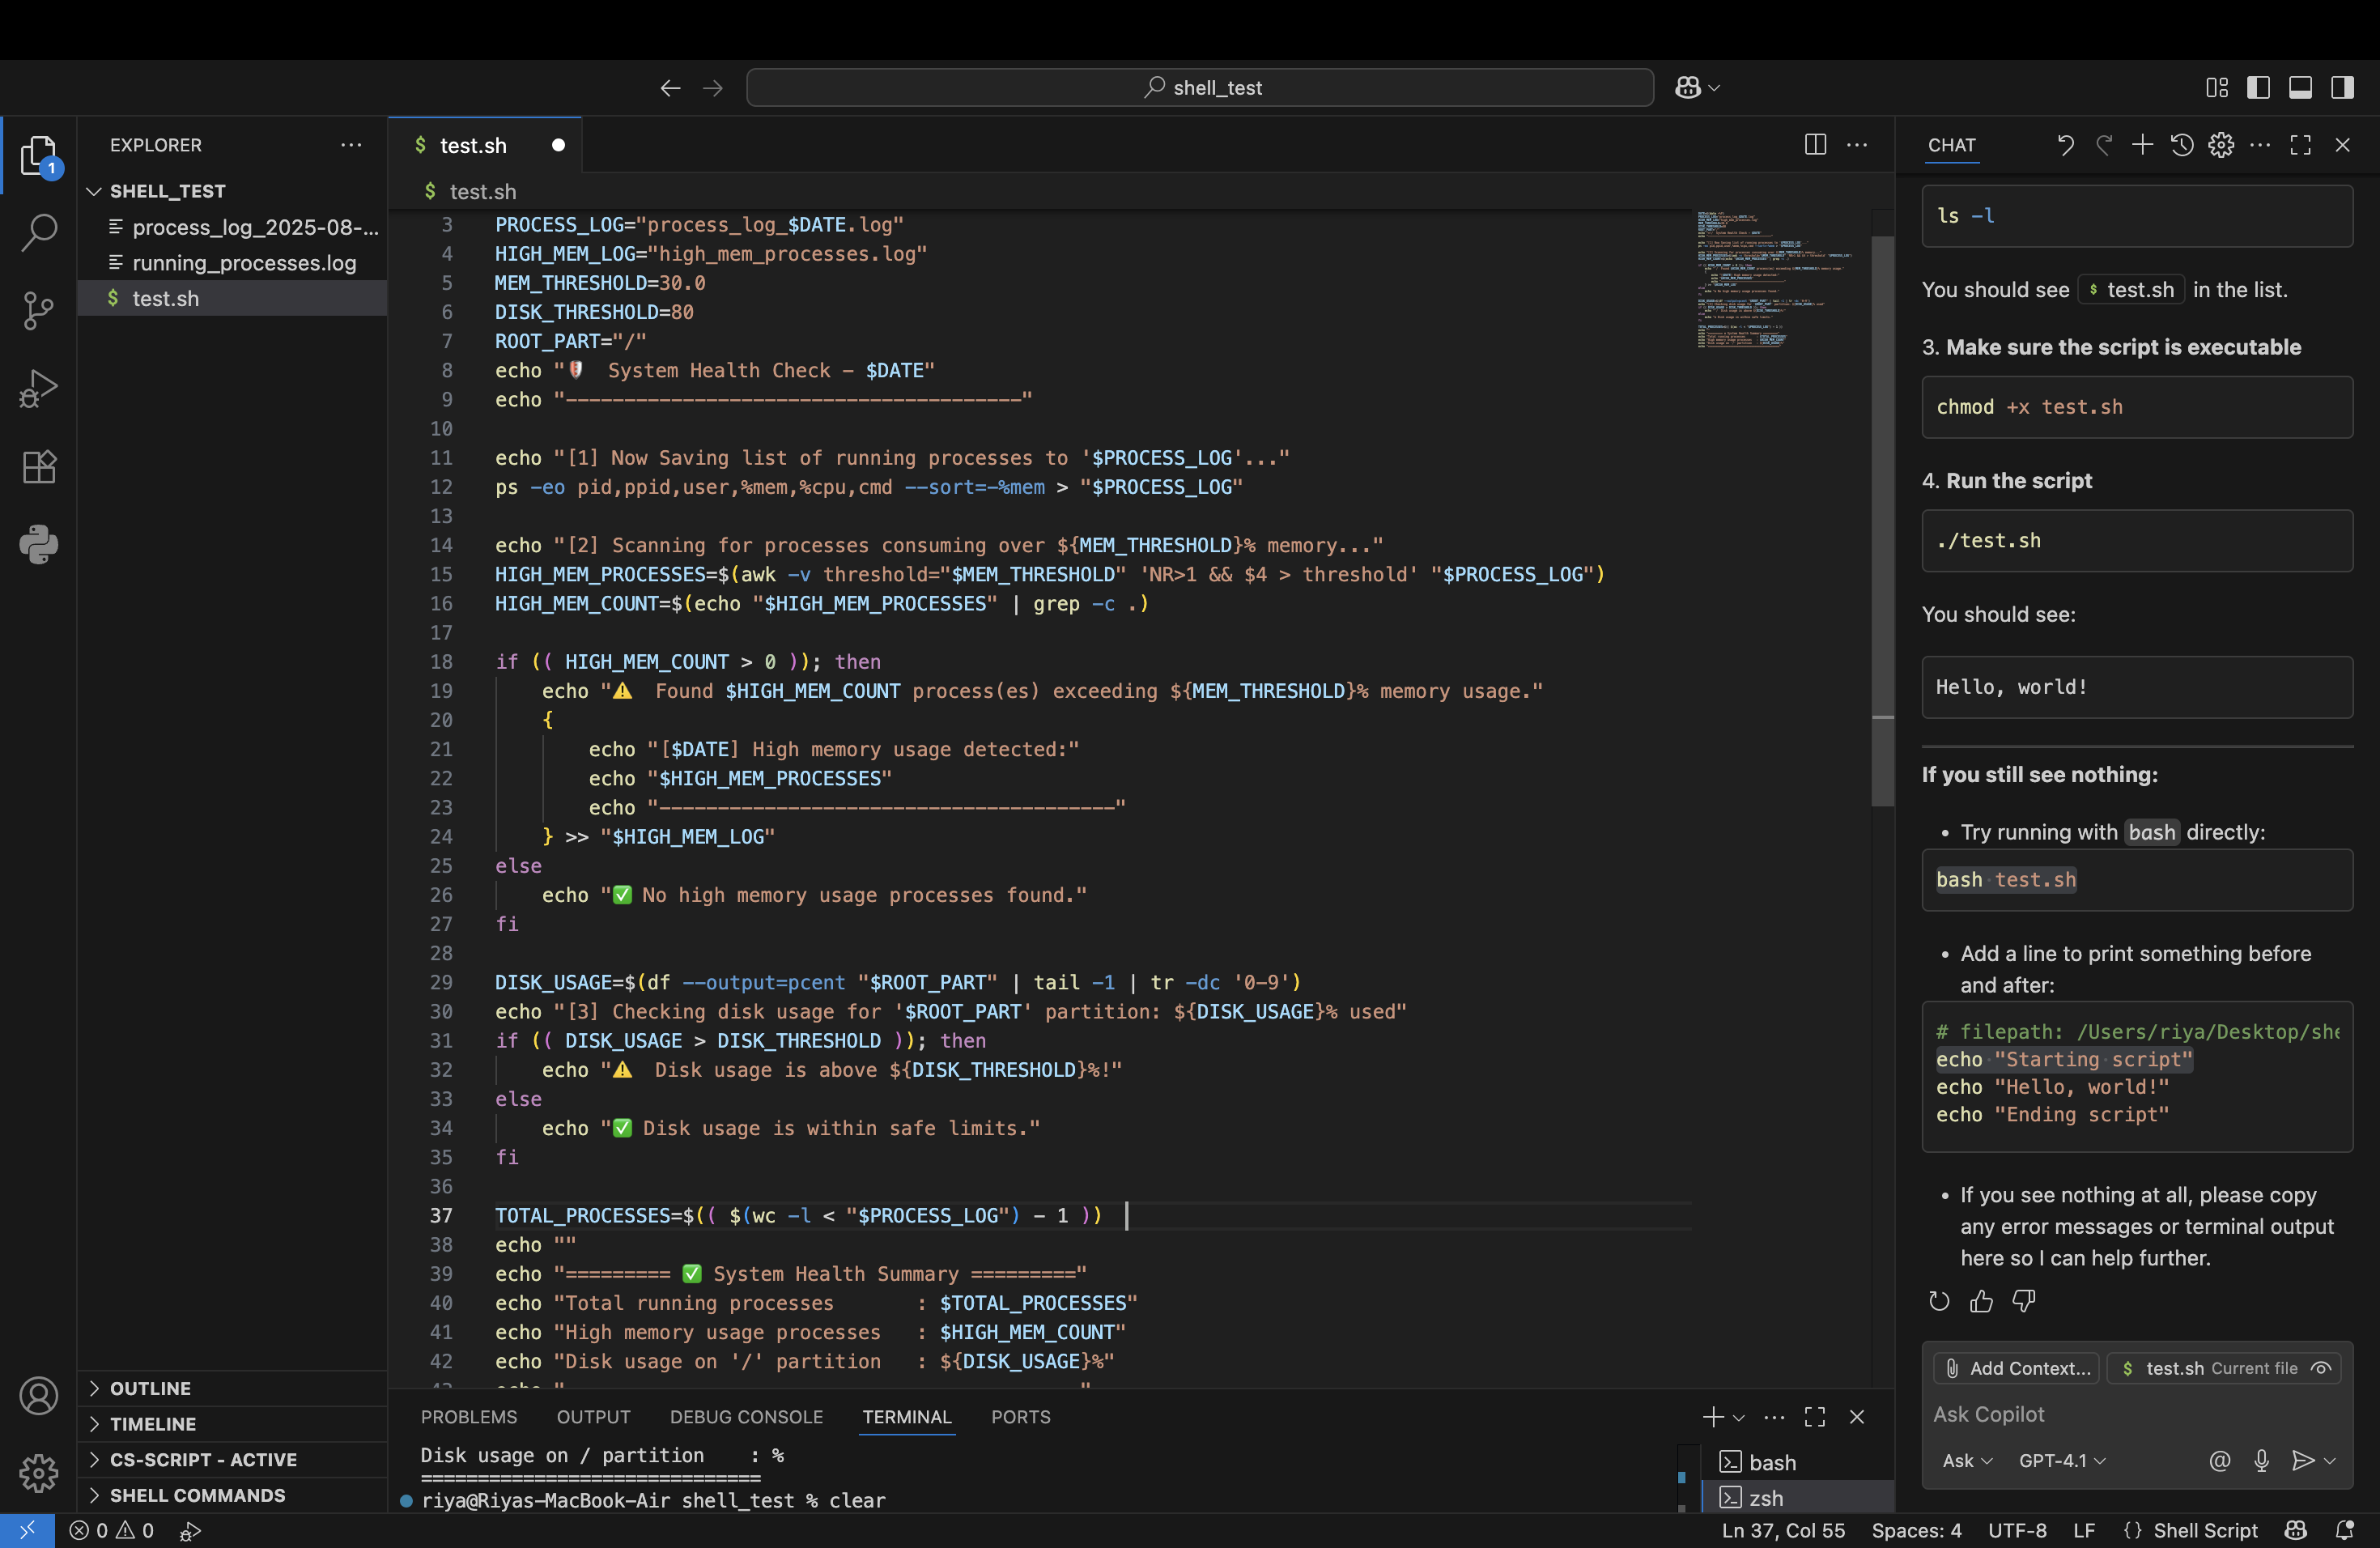 shell_test
EXPLORER
SHELL_TEST
process_log_2025-08-...
running_processes.log
$ test.sh
1
OUTLINE
TIMELINE
CS-SCRIPT - ACTIVE
SHELL COMMANDS
$ test.sh
$ test.sh
3 PROCESS_LOG="process_log_$DATE.log"
4 HIGH_MEM_LOG="high_mem_processes.log"
5 MEM_THRESHOLD=30.0
6 DISK_THRESHOLD=80
7 ROOT_PART="/"
8 echo "🛡️  System Health Check - $DATE"
9 echo "---------------------------------------"
10
11 echo "[1] Now Saving list of running processes to '$PROCESS_LOG'..."
12 ps -eo pid,ppid,user,%mem,%cpu,cmd --sort=-%mem > "$PROCESS_LOG"
13
14 echo "[2] Scanning for processes consuming over ${MEM_THRESHOLD}% memory..."
15 HIGH_MEM_PROCESSES=$(awk -v threshold="$MEM_THRESHOLD" 'NR>1 && $4 > threshold' "$PROCESS_LOG")
16 HIGH_MEM_COUNT=$(echo "$HIGH_MEM_PROCESSES" | grep -c .)
17
18 if (( HIGH_MEM_COUNT > 0 )); then
19     echo "⚠️  Found $HIGH_MEM_COUNT process(es) exceeding ${MEM_THRESHOLD}% memory usage."
20     {
21         echo "[$DATE] High memory usage detected:"
22         echo "$HIGH_MEM_PROCESSES"
23         echo "---------------------------------------"
24     } >> "$HIGH_MEM_LOG"
25 else
26     echo "✅ No high memory usage processes found."
27 fi
28
29 DISK_USAGE=$(df --output=pcent "$ROOT_PART" | tail -1 | tr -dc '0-9')
30 echo "[3] Checking disk usage for '$ROOT_PART' partition: ${DISK_USAGE}% used"
31 if (( DISK_USAGE > DISK_THRESHOLD )); then
32     echo "⚠️  Disk usage is above ${DISK_THRESHOLD}%!"
33 else
34     echo "✅ Disk usage is within safe limits."
35 fi
36
37 TOTAL_PROCESSES=$(( $(wc -l < "$PROCESS_LOG") - 1 ))
38 echo ""
39 echo "========= ✅ System Health Summary ========="
40 echo "Total running processes       : $TOTAL_PROCESSES"
41 echo "High memory usage processes   : $HIGH_MEM_COUNT"
42 echo "Disk usage on '/' partition   : ${DISK_USAGE}%"
PROBLEMS OUTPUT DEBUG CONSOLE TERMINAL PORTS
Disk usage on / partition    : %
==============================
riya@Riyas-MacBook-Air shell_test % clear
bash
zsh
CHAT
ls -l
You should see $ test.sh in the list.
3. Make sure the script is executable
chmod +x test.sh
4. Run the script
./test.sh
You should see:
Hello, world!
If you still see nothing:
• Try running with bash directly:
bash test.sh
• Add a line to print something before
and after:
# filepath: /Users/riya/Desktop/she
echo "Starting script"
echo "Hello, world!"
echo "Ending script"
• If you see nothing at all, please copy
any error messages or terminal output
here so I can help further.
Add Context... $ test.sh Current file
Ask Copilot
Ask GPT-4.1
0 0
Ln 37, Col 55 Spaces: 4 UTF-8 LF {} Shell Script